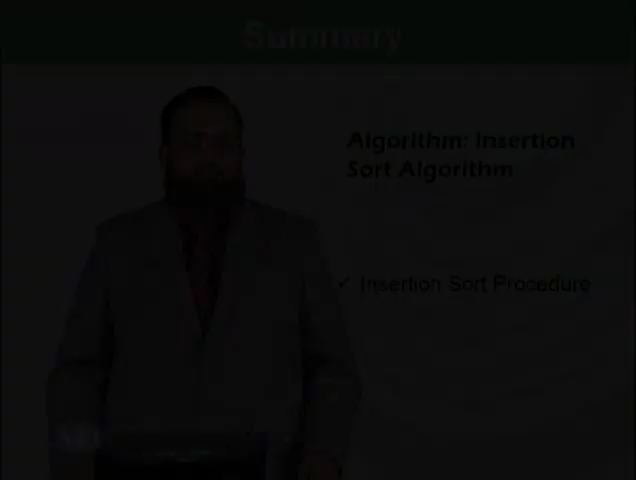 Summary
Algorithm: Insertion
Sort Algorithm
✓ Insertion Sort Procedure